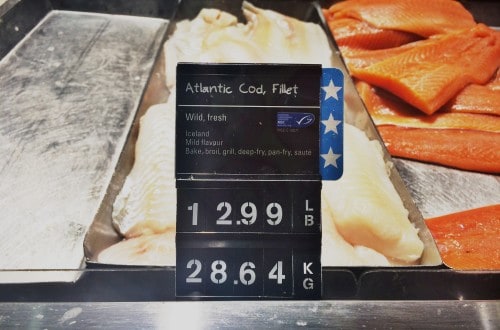 Atlantic Cod, Fillet
Wild, fresh
Iceland
Mild flavour
Bake, broil, grill, deep-fry, pan-fry, sauté
12.99 LB
28.64 KG